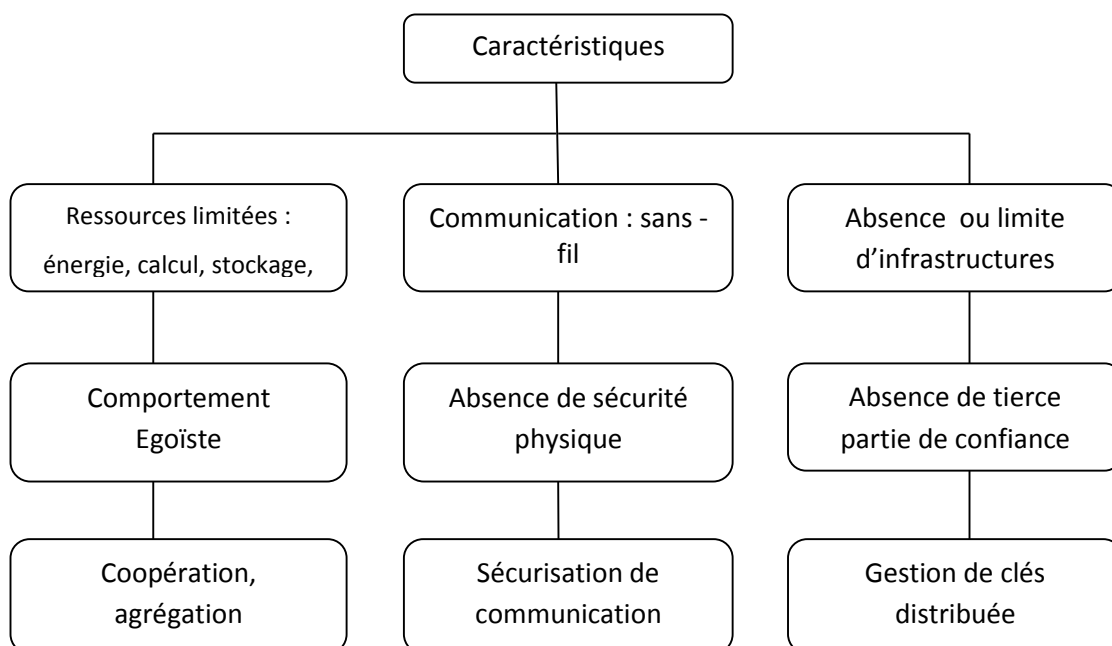 Caractéristiques
Ressources limitées :
énergie, calcul, stockage,
Communication : sans -
fil
Absence ou limite
d’infrastructures
Comportement
Egoïste
Absence de sécurité
physique
Absence de tierce
partie de confiance
Coopération,
agrégation
Sécurisation de
communication
Gestion de clés
distribuée